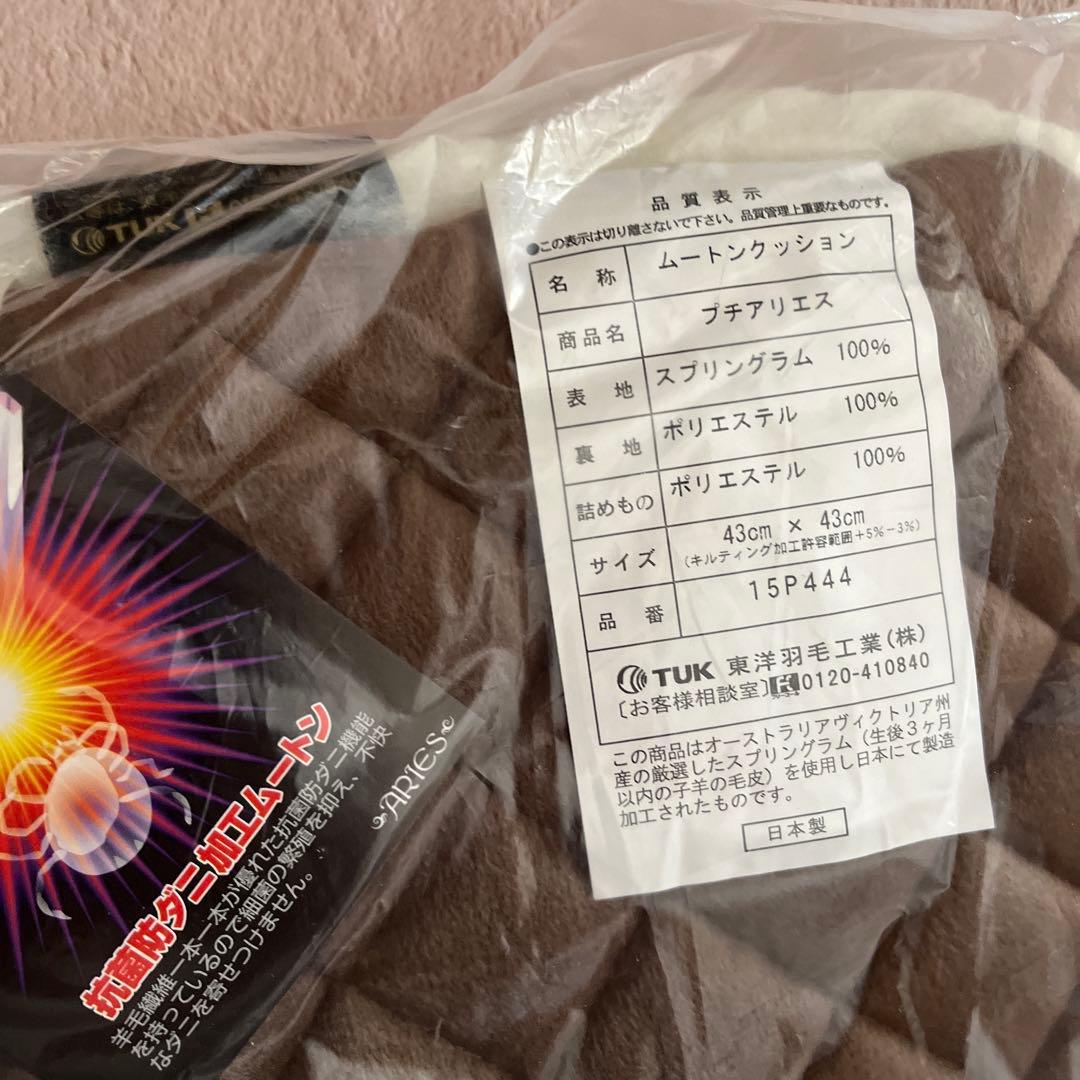 TUK
品質表示
●この表示は切り離さないで下さい。品質管理上重要なものです。
名称 ムートンクッション
商品名 プチアリエス
表地 スプリングラム 100%
裏地 ポリエステル 100%
詰めもの ポリエステル 100%
サイズ 43cm × 43cm
(キルティング加工許容範囲+5%-3%)
品番 15P444
TUK 東洋羽毛工業(株)
〔お客様相談室〕0120-410840
この商品はオーストラリアヴィクトリア州
産の厳選したスプリングラム(生後3ヶ月
以内の子羊の毛皮)を使用し日本にて製造
加工されたものです。
日本製
抗菌防ダニ加工ムートン
羊毛繊維一本一本が優れた抗菌防ダニ機能
を持っているので細菌の繁殖を抑え、不快
なダニを寄せつけません。
ARIES